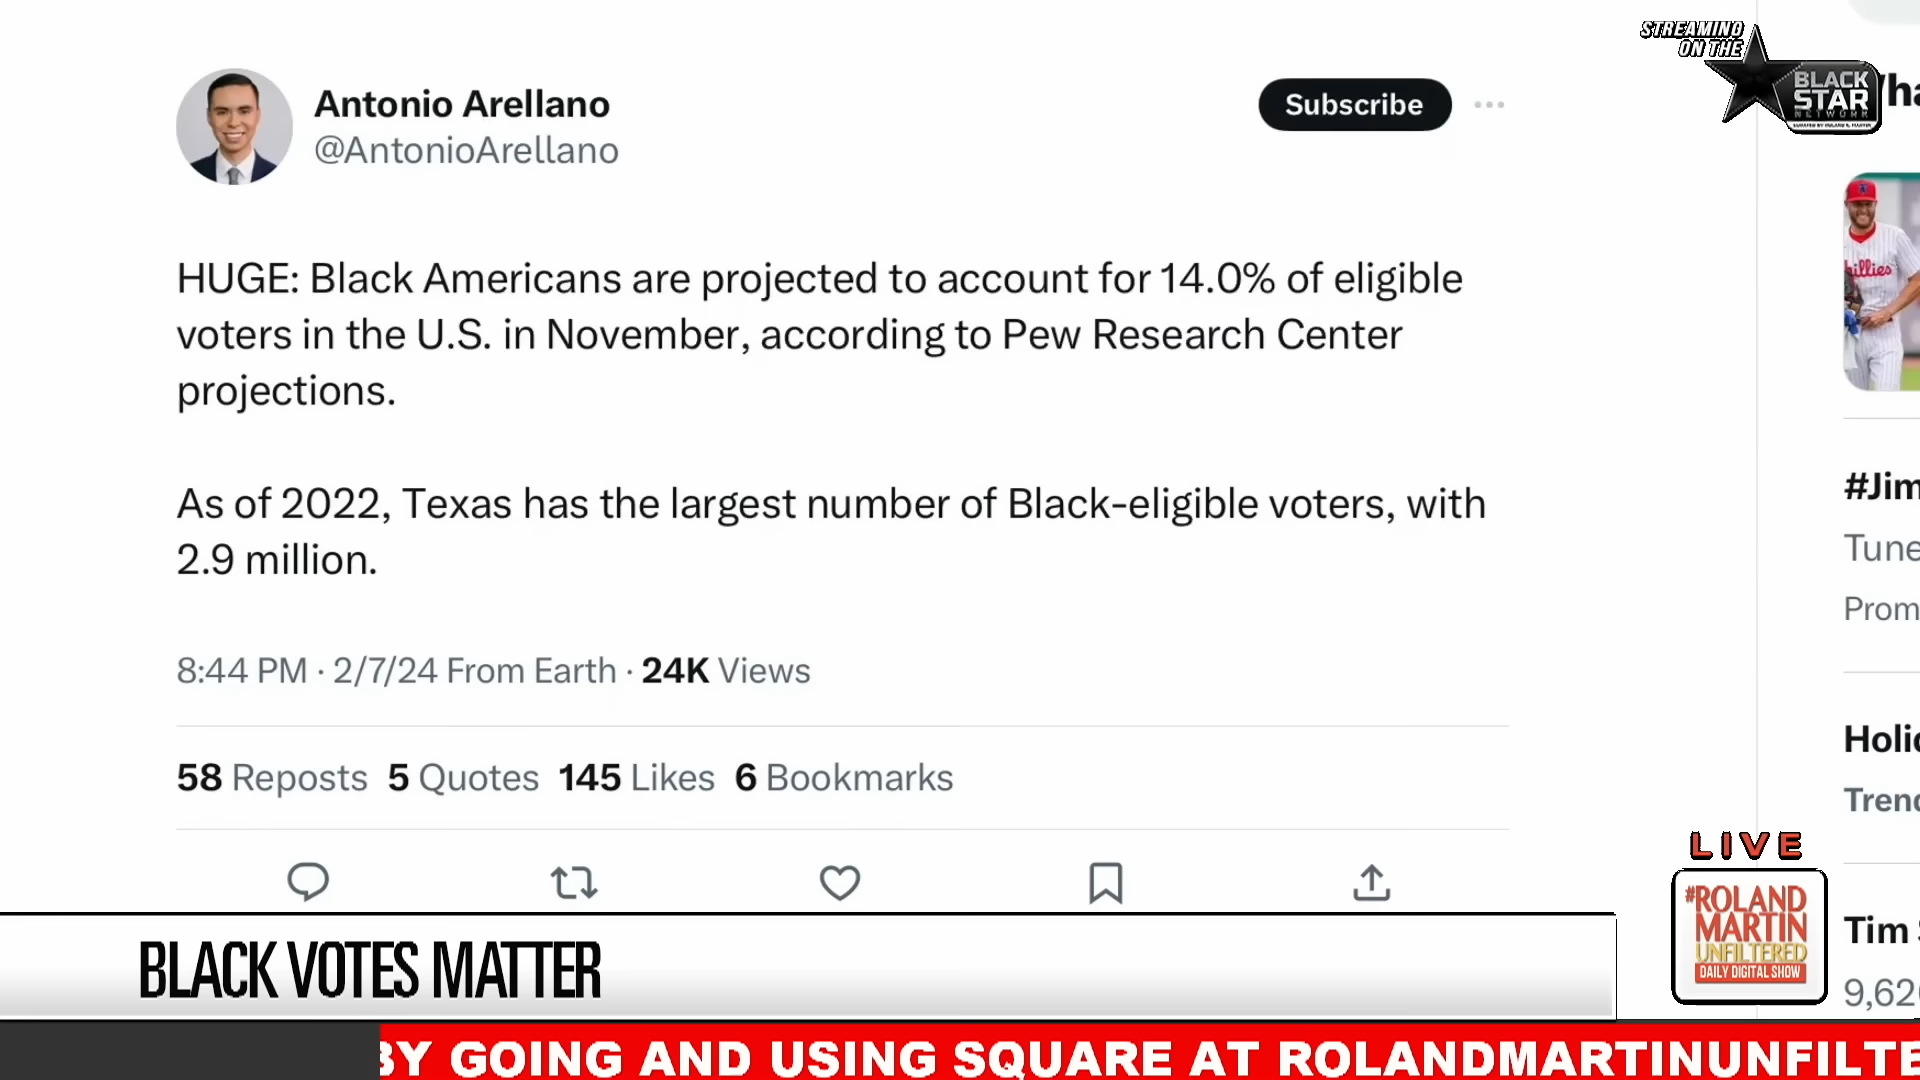 STREAMING
ON THE
BLACK
STAR
NETWORK
Antonio Arellano
@AntonioArellano
Subscribe
HUGE: Black Americans are projected to account for 14.0% of eligible
voters in the U.S. in November, according to Pew Research Center
projections.
As of 2022, Texas has the largest number of Black-eligible voters, with
2.9 million.
8:44 PM · 2/7/24 From Earth · 24K Views
58 Reposts 5 Quotes 145 Likes 6 Bookmarks
#Jim
Tune
Prom
Holid
Trend
Tim S
9,620
LIVE
#ROLAND
MARTIN
UNFILTERED
DAILY DIGITAL SHOW
BLACK VOTES MATTER
BY GOING AND USING SQUARE AT ROLANDMARTINUNFILTE